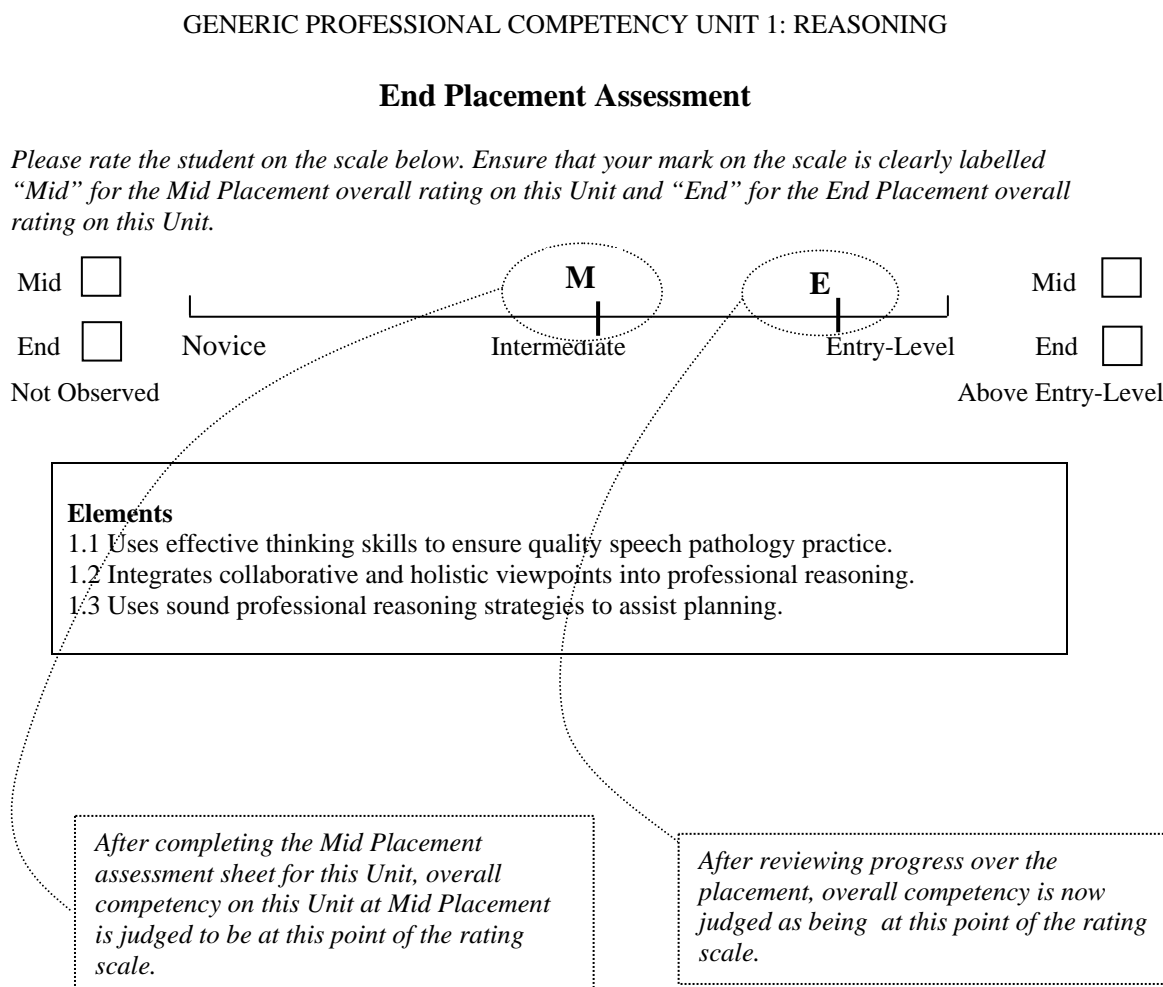 GENERIC PROFESSIONAL COMPETENCY UNIT 1: REASONING
End Placement Assessment
Please rate the student on the scale below. Ensure that your mark on the scale is clearly labelled
“Mid” for the Mid Placement overall rating on this Unit and “End” for the End Placement overall
rating on this Unit.
Mid M E Mid
End Novice Intermediate Entry-Level End
Not Observed Above Entry-Level
Elements
1.1 Uses effective thinking skills to ensure quality speech pathology practice.
1.2 Integrates collaborative and holistic viewpoints into professional reasoning.
1.3 Uses sound professional reasoning strategies to assist planning.
After completing the Mid Placement
assessment sheet for this Unit, overall
competency on this Unit at Mid Placement
is judged to be at this point of the rating
scale.
After reviewing progress over the
placement, overall competency is now
judged as being  at this point of the rating
scale.